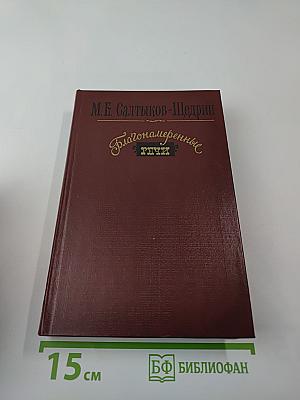 М. Е. Салтыков-Щедрин
Благонамеренные
РЕЧИ
15 см
БФ БИБЛИОФАН